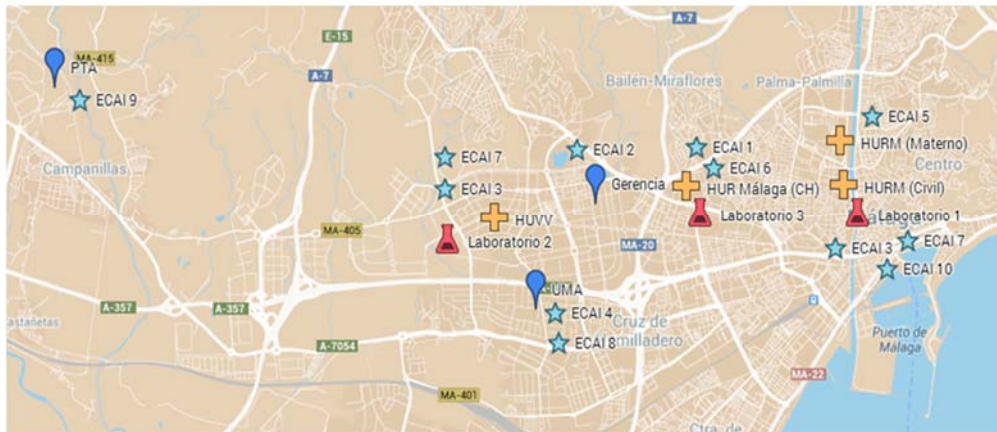 A-7
E-15
MA-415
PTA
A-7
Bailén-Miraflores
Palma-Palmilla
ECAI 9
ECAI 5
HURM (Materno)
ECAI 1
ECAI 2
ECAI 7
Campanillas
Centro
ECAI 6
Gerencia
HUR Málaga (CH)
HURM (Civil)
ECAI 3
HUVV
Laboratorio 3
Laboratorio 1
MA-405
Laboratorio 2
MA-20
ECAI 3
ECAI 7
ECAI 10
UMA
A-357
A-357
ECAI 4
Cruz de
ECAI 8
A-7054
Puerto de
Málaga
MA-22
MA-401
Ctra. de